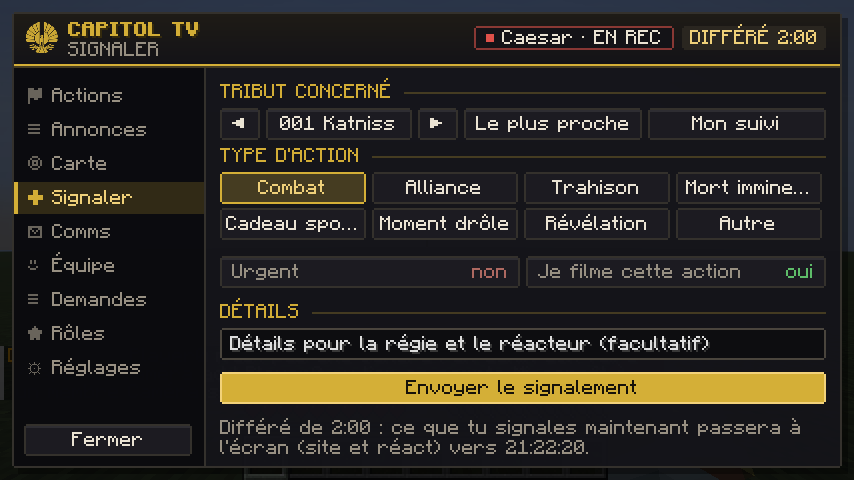 CAPITOL TV
SIGNALER
Caesar · EN REC
DIFFÉRÉ 2:00
Actions
Annonces
Carte
Signaler
Comms
Équipe
Demandes
Rôles
Réglages
Fermer
TRIBUT CONCERNÉ
◄ 001 Katniss ► Le plus proche Mon suivi
TYPE D'ACTION
Combat Alliance Trahison Mort immine...
Cadeau spo... Moment drôle Révélation Autre
Urgent non Je filme cette action oui
DÉTAILS
Détails pour la régie et le réacteur (facultatif)
Envoyer le signalement
Différé de 2:00 : ce que tu signales maintenant passera à
l'écran (site et réact) vers 21:22:20.